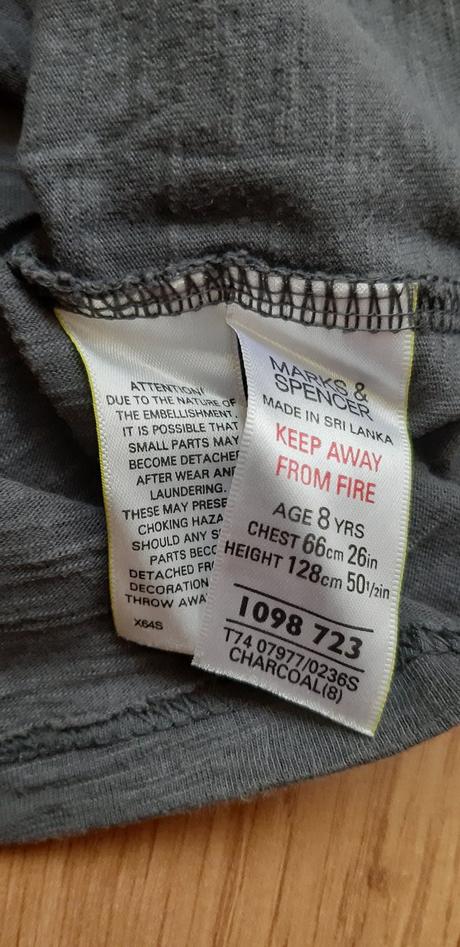 ATTENTION!
DUE TO THE NATURE OF
THE EMBELLISHMENT.
IT IS POSSIBLE THAT
SMALL PARTS MAY
BECOME DETACHE
AFTER WEAR AND
LAUNDERING.
THESE MAY PRESE
CHOKING HAZA
SHOULD ANY S
PARTS BECO
DETACHED FR
DECORATION
THROW AWA
X64S
MARKS &
SPENCER
MADE IN SRI LANKA
KEEP AWAY
FROM FIRE
AGE 8 YRS
CHEST 66cm 26in
HEIGHT 128cm 50½in
1098 723
T74 07977/0236S
CHARCOAL(8)